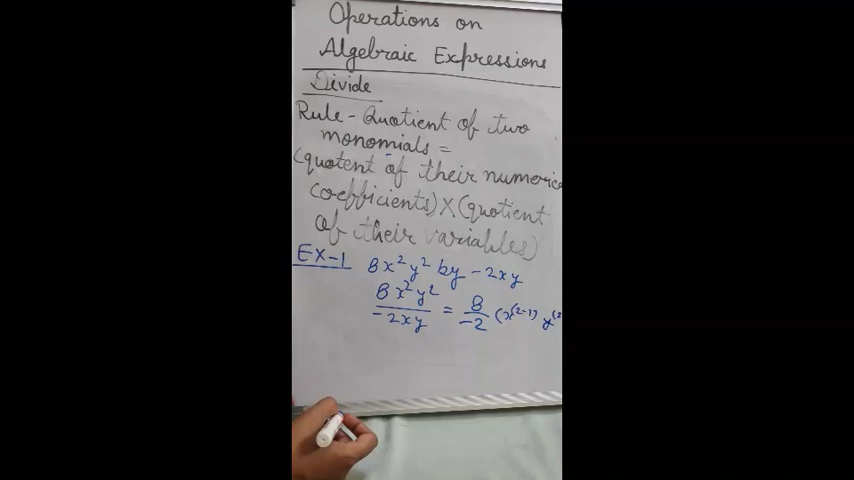 Operations on
Algebraic Expressions
Divide
Rule - Quotient of two
monomials =
(quotent of their numeric
coefficients) X (quotient
of their variables)
EX-1 8x²y² by -2xy
8x²y² / -2xy = 8 / -2 (x⁽²⁻¹⁾ y⁽²